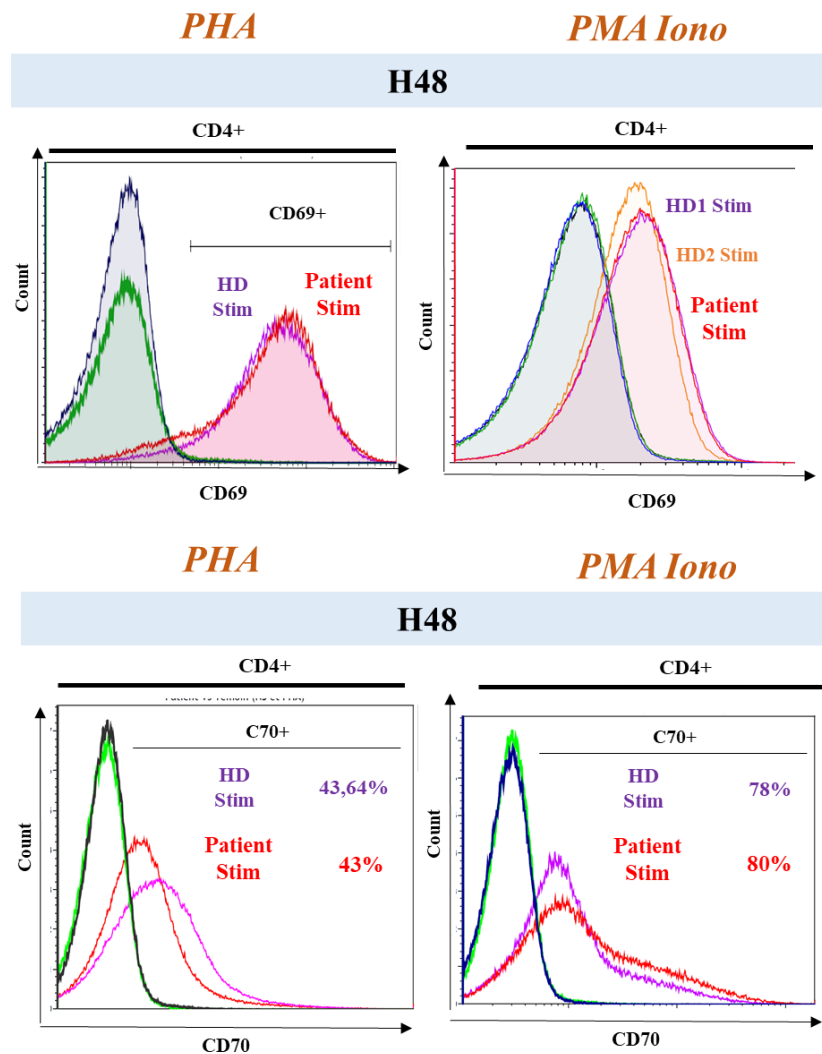 PHA PMA Iono
H48
CD4+ CD4+
CD69+
HD1 Stim
HD
Stim
Patient
Stim
HD2 Stim
Patient
Stim
Count
Count
CD69
CD69
PHA PMA Iono
H48
CD4+
CD4+
C70+
HD
Stim
43,64%
Patient
Stim
43%
C70+
HD
Stim
78%
Patient
Stim
80%
Count
Count
CD70
CD70